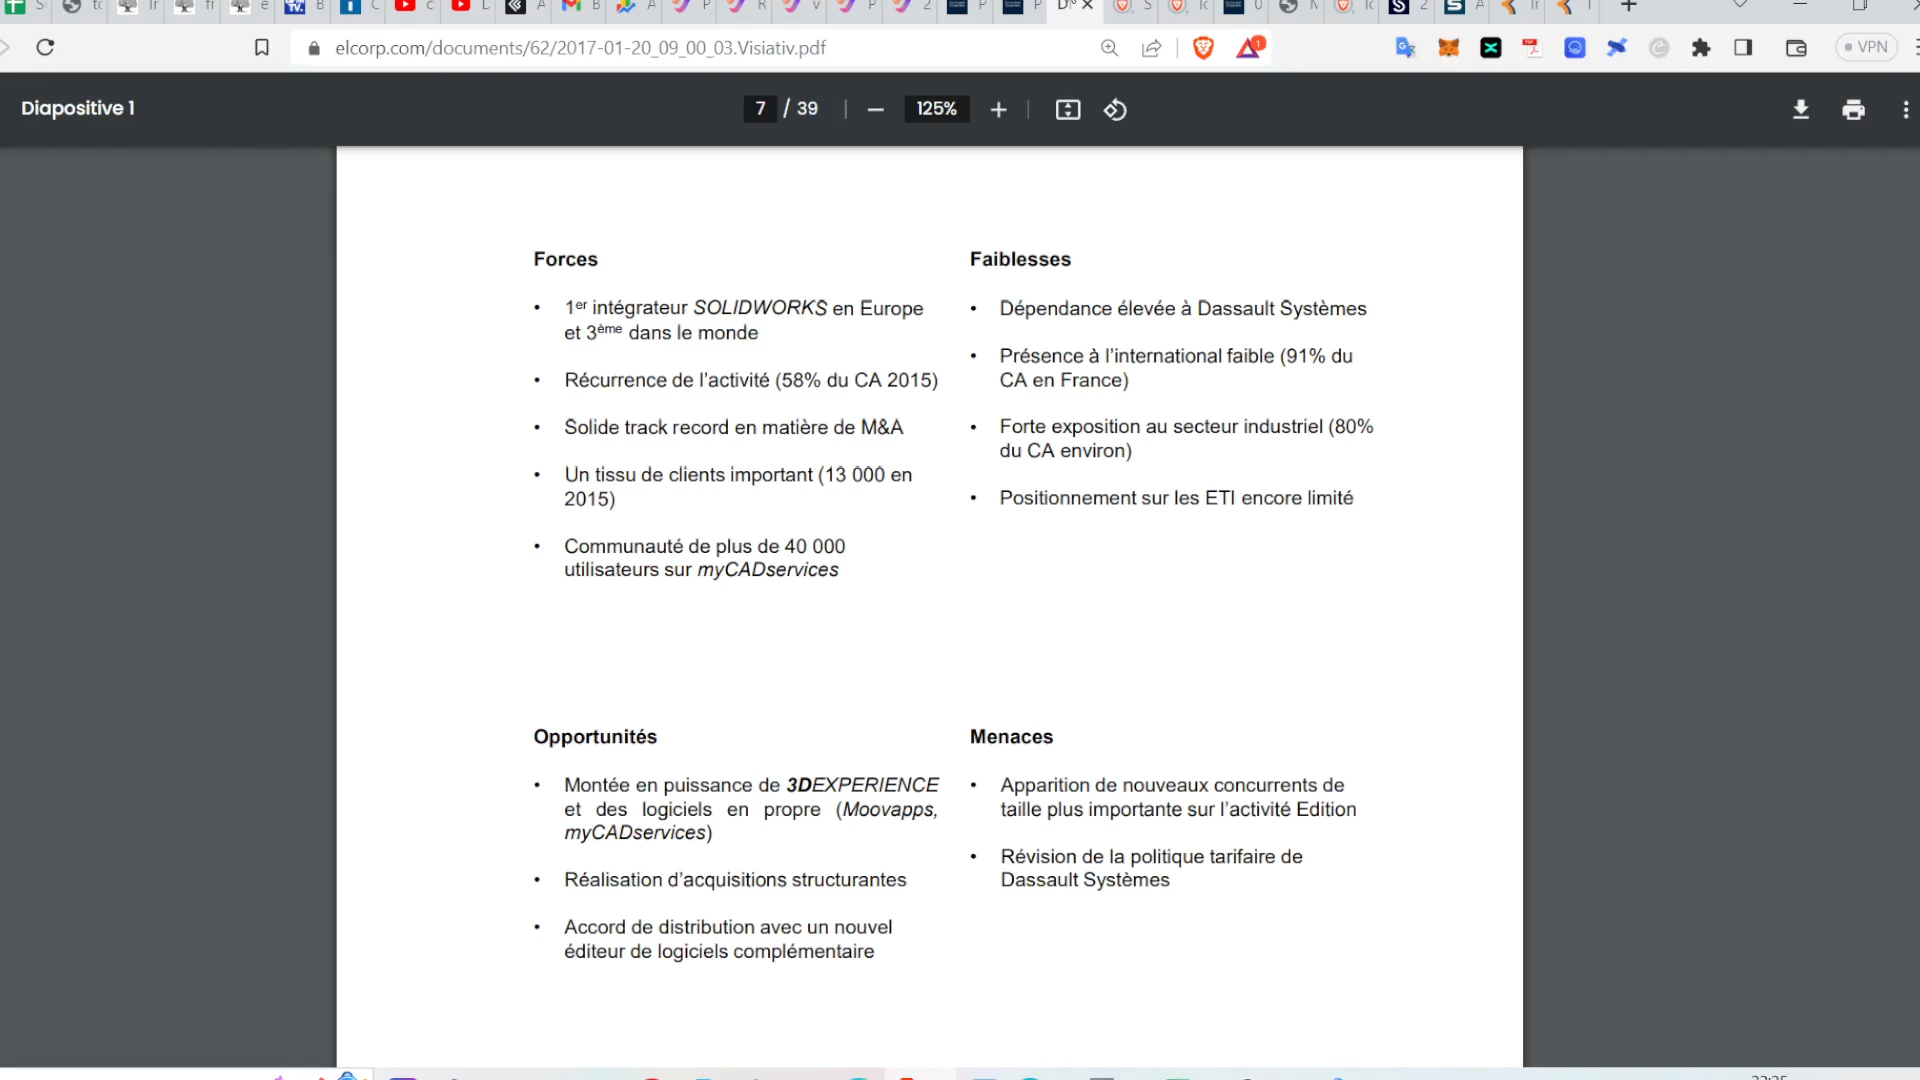 elcorp.com/documents/62/2017-01-20_09_00_03.Visiativ.pdf
VPN
Diapositive 1
7 / 39
125%
Forces
• 1er intégrateur SOLIDWORKS en Europe
et 3ème dans le monde
• Récurrence de l'activité (58% du CA 2015)
• Solide track record en matière de M&A
• Un tissu de clients important (13 000 en
2015)
• Communauté de plus de 40 000
utilisateurs sur myCADservices
Faiblesses
• Dépendance élevée à Dassault Systèmes
• Présence à l'international faible (91% du
CA en France)
• Forte exposition au secteur industriel (80%
du CA environ)
• Positionnement sur les ETI encore limité
Opportunités
• Montée en puissance de 3DEXPERIENCE
et des logiciels en propre (Moovapps,
myCADservices)
• Réalisation d'acquisitions structurantes
• Accord de distribution avec un nouvel
éditeur de logiciels complémentaire
Menaces
• Apparition de nouveaux concurrents de
taille plus importante sur l'activité Edition
• Révision de la politique tarifaire de
Dassault Systèmes